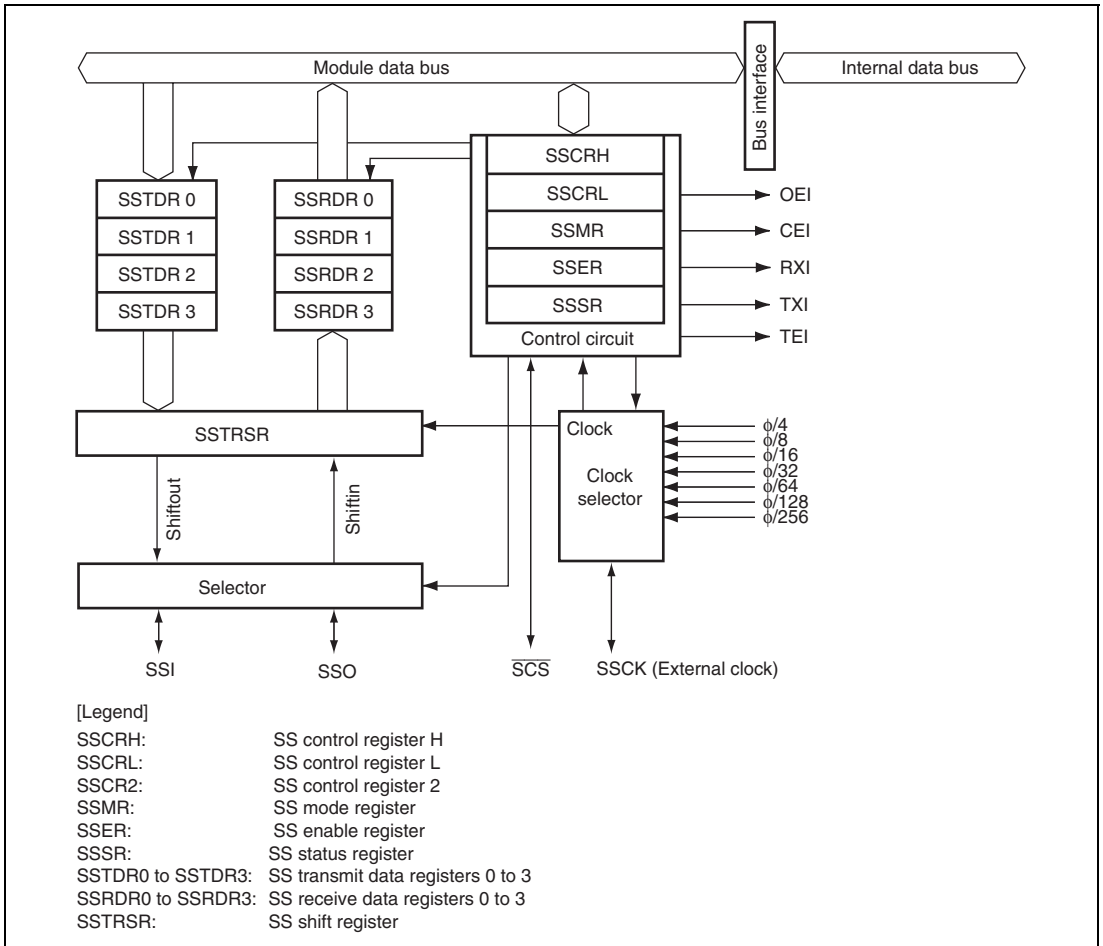 Module data bus
Bus interface
Internal data bus
SSTDR 0
SSTDR 1
SSTDR 2
SSTDR 3
SSRDR 0
SSRDR 1
SSRDR 2
SSRDR 3
SSCRH
SSCRL
SSMR
SSER
SSSR
Control circuit
OEI
CEI
RXI
TXI
TEI
SSTRSR
Clock
Clock
selector
ϕ/4
ϕ/8
ϕ/16
ϕ/32
ϕ/64
ϕ/128
ϕ/256
Shiftout
Shiftin
Selector
SSI
SSO
SCS
SSCK (External clock)
[Legend]
SSCRH: SS control register H
SSCRL: SS control register L
SSCR2: SS control register 2
SSMR: SS mode register
SSER: SS enable register
SSSR: SS status register
SSTDR0 to SSTDR3: SS transmit data registers 0 to 3
SSRDR0 to SSRDR3: SS receive data registers 0 to 3
SSTRSR: SS shift register